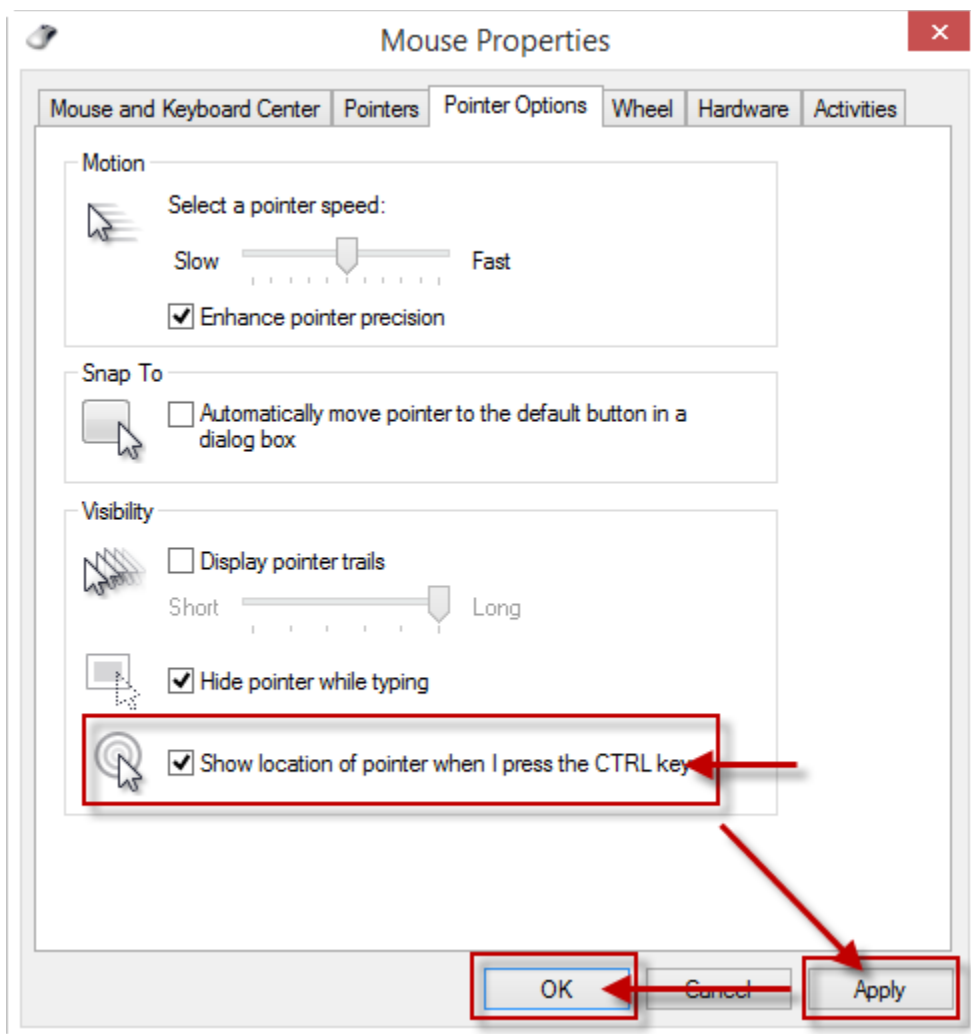 Mouse Properties
Mouse and Keyboard Center Pointers Pointer Options Wheel Hardware Activities
Motion
Select a pointer speed:
Slow Fast
Enhance pointer precision
Snap To
Automatically move pointer to the default button in a
dialog box
Visibility
Display pointer trails
Short Long
Hide pointer while typing
Show location of pointer when I press the CTRL key
OK Cancel Apply